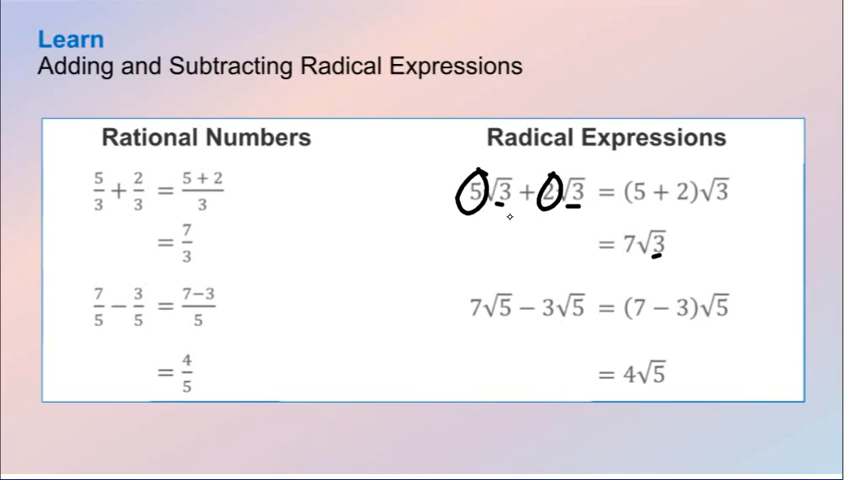 Learn
Adding and Subtracting Radical Expressions
Rational Numbers
5/3 + 2/3 = (5 + 2)/3
= 7/3
7/5 − 3/5 = (7−3)/5
= 4/5
Radical Expressions
5√3 + 2√3 = (5 + 2)√3
= 7√3
7√5 − 3√5 = (7 − 3)√5
= 4√5